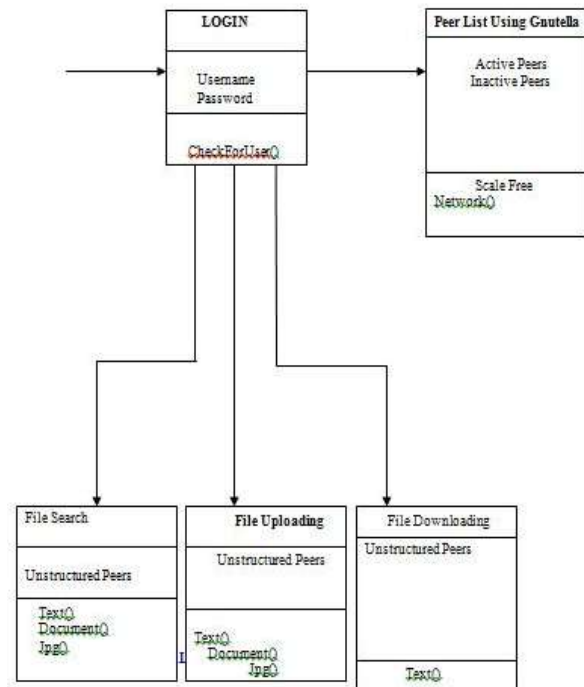 LOGIN
Username
Password
CheckForUser()
Peer List Using Gnutella
Active Peers
Inactive Peers
Scale Free
Network()
File Search
Unstructured Peers
Text()
Document()
Jpg()
File Uploading
Unstructured Peers
Text()
Document()
Jpg()
File Downloading
Unstructured Peers
Text()